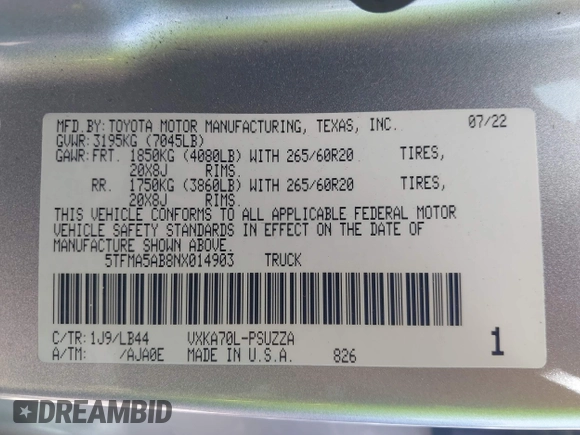 MFD.BY:TOYOTA MOTOR MANUFACTURING, TEXAS, INC. 07/22
GVWR:3195KG (7045LB)
GAWR:FRT. 1850KG (4080LB) WITH 265/60R20 TIRES,
20X8J RIMS.
RR. 1750KG (3860LB) WITH 265/60R20 TIRES,
20X8J RIMS.
THIS VEHICLE CONFORMS TO ALL APPLICABLE FEDERAL MOTOR
VEHICLE SAFETY STANDARDS IN EFFECT ON THE DATE OF
MANUFACTURE SHOWN ABOVE.
5TFMA5AB8NX014903 TRUCK
C/TR:1J9/LB44 VXKA70L-PSUZZA
A/TM: /AJA0E MADE IN U.S.A. 826 1
DREAMBID